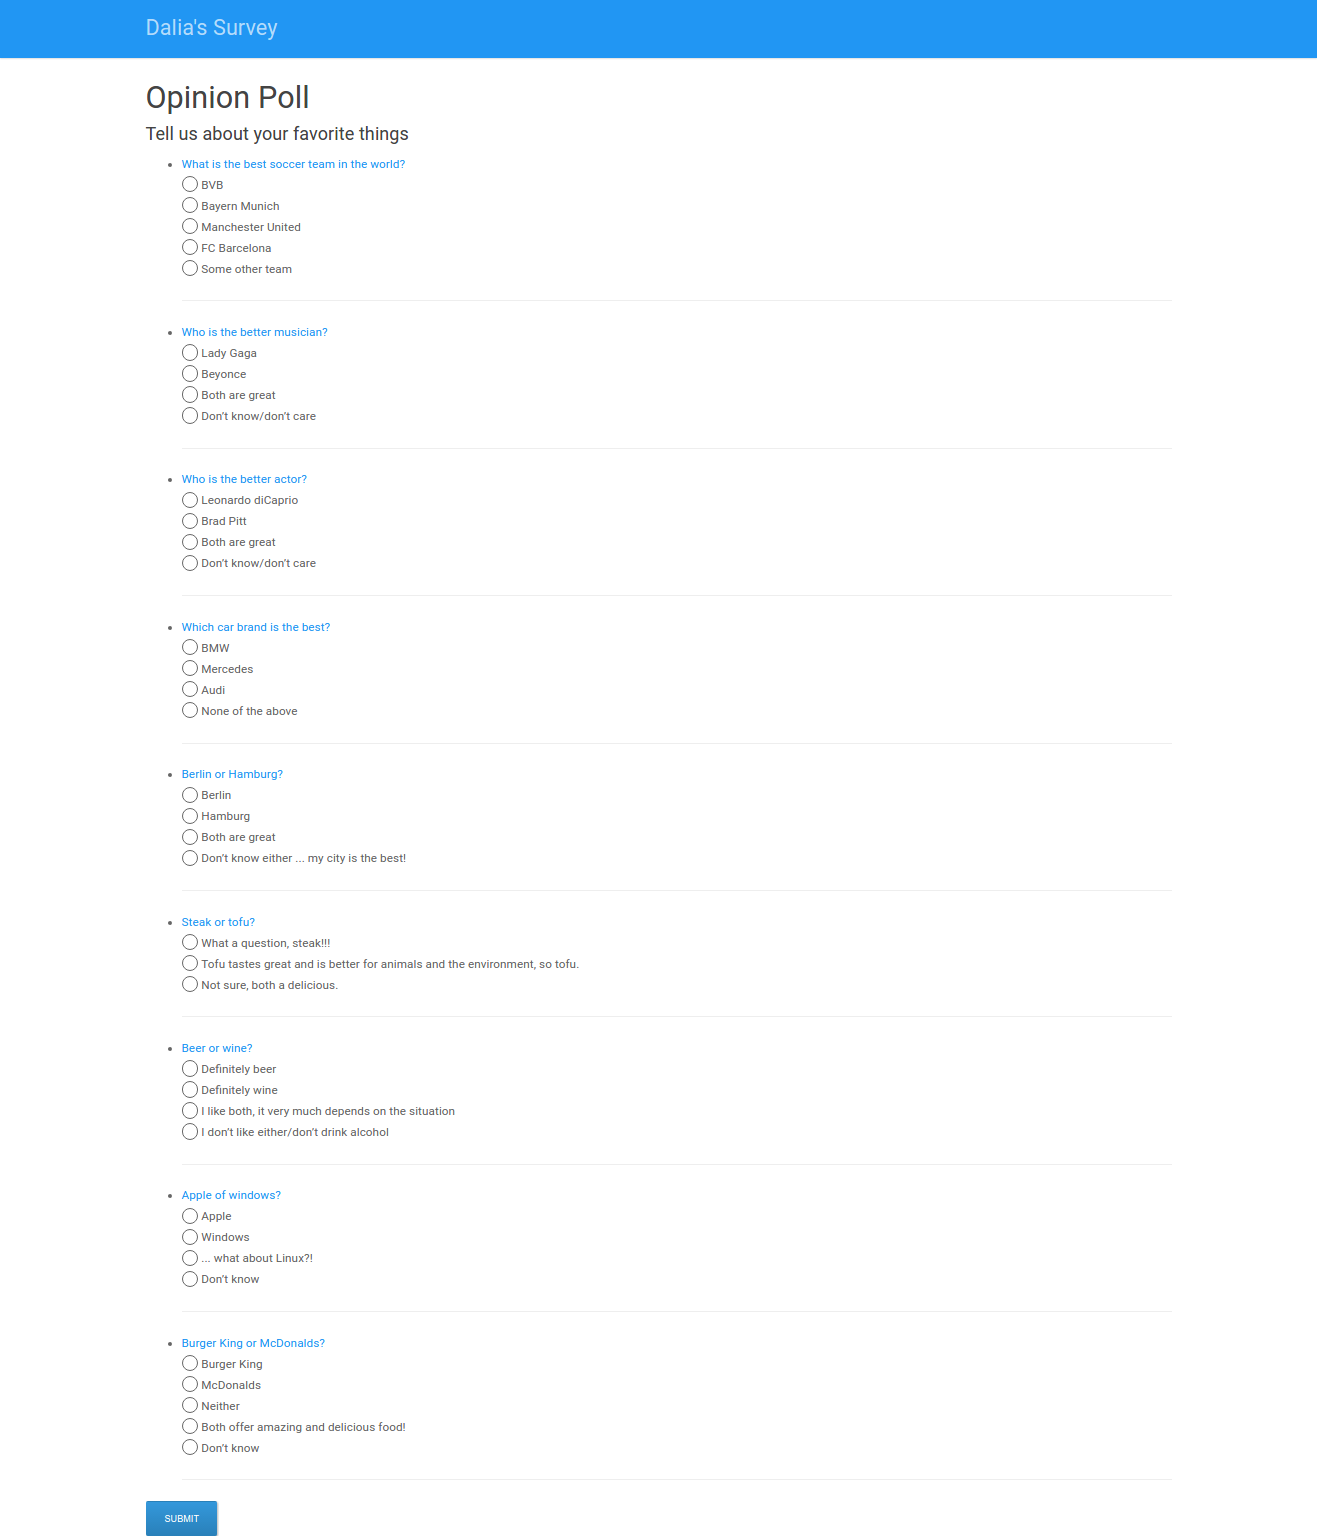 Dalia's Survey
Opinion Poll
Tell us about your favorite things
What is the best soccer team in the world?
BVB
Bayern Munich
Manchester United
FC Barcelona
Some other team
Who is the better musician?
Lady Gaga
Beyonce
Both are great
Don't know/don't care
Who is the better actor?
Leonardo diCaprio
Brad Pitt
Both are great
Don't know/don't care
Which car brand is the best?
BMW
Mercedes
Audi
None of the above
Berlin or Hamburg?
Berlin
Hamburg
Both are great
Don't know either ... my city is the best!
Steak or tofu?
What a question, steak!!!
Tofu tastes great and is better for animals and the environment, so tofu.
Not sure, both a delicious.
Beer or wine?
Definitely beer
Definitely wine
I like both, it very much depends on the situation
I don't like either/don't drink alcohol
Apple of windows?
Apple
Windows
... what about Linux?!
Don't know
Burger King or McDonalds?
Burger King
McDonalds
Neither
Both offer amazing and delicious food!
Don't know
SUBMIT